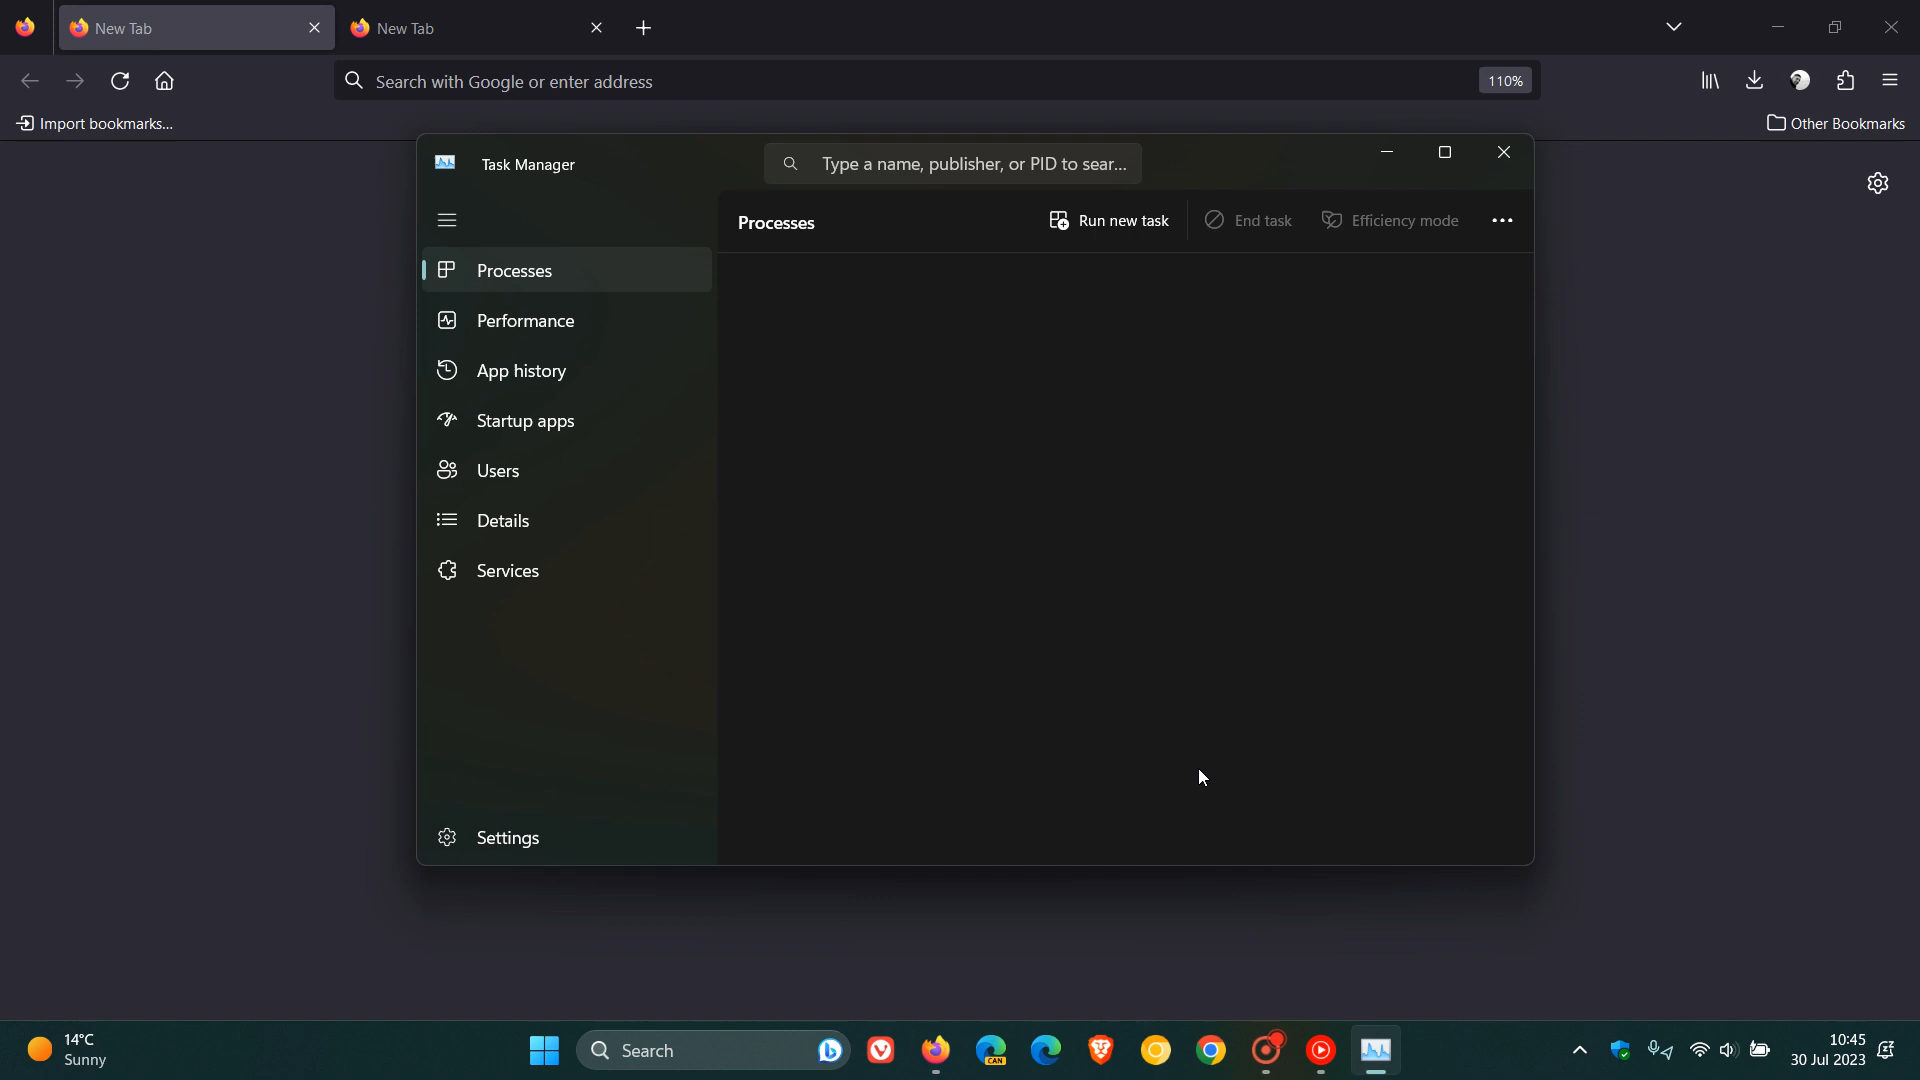 New Tab
New Tab
Search with Google or enter address
110%
Import bookmarks...
Other Bookmarks
Task Manager
Type a name, publisher, or PID to sear...
Processes
Run new task
End task
Efficiency mode
Processes
Performance
App history
Startup apps
Users
Details
Services
Settings
14°C
Sunny
Search
CAN
10:45
30 Jul 2023